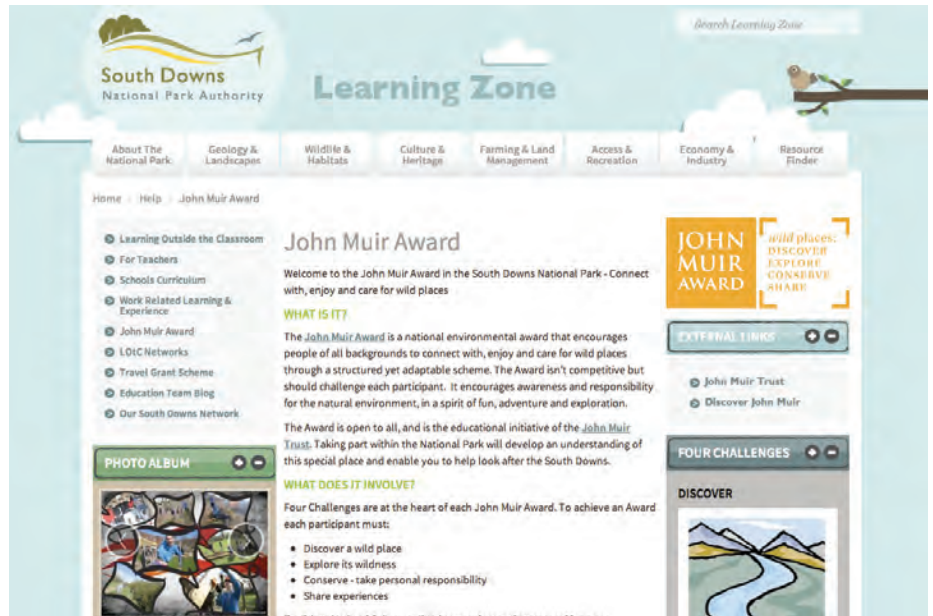 Search Learning Zone
South Downs
National Park Authority
Learning Zone
About The
National Park
Geology &
Landscapes
Wildlife &
Habitats
Culture &
Heritage
Farming & Land
Management
Access &
Recreation
Economy &
Industry
Resource
Finder
Home
Help
John Muir Award
Learning Outside the Classroom
For Teachers
Schools Curriculum
Work Related Learning &
Experience
John Muir Award
LOtC Networks
Travel Grant Scheme
Education Team Blog
Our South Downs Network
PHOTO ALBUM
John Muir Award
Welcome to the John Muir Award in the South Downs National Park - Connect
with, enjoy and care for wild places
WHAT IS IT?
The John Muir Award is a national environmental award that encourages
people of all backgrounds to connect with, enjoy and care for wild places
through a structured yet adaptable scheme. The Award isn't competitive but
should challenge each participant. It encourages awareness and responsibility
for the natural environment, in a spirit of fun, adventure and exploration.
The Award is open to all, and is the educational initiative of the John Muir
Trust. Taking part within the National Park will develop an understanding of
this special place and enable you to help look after the South Downs.
WHAT DOES IT INVOLVE?
Four Challenges are at the heart of each John Muir Award. To achieve an Award
each participant must:
• Discover a wild place
• Explore its wildness
• Conserve - take personal responsibility
• Share experiences
JOHN
MUIR
AWARD
wild places:
DISCOVER
EXPLORE
CONSERVE
SHARE
EXTERNAL LINKS
John Muir Trust
Discover John Muir
FOUR CHALLENGES
DISCOVER